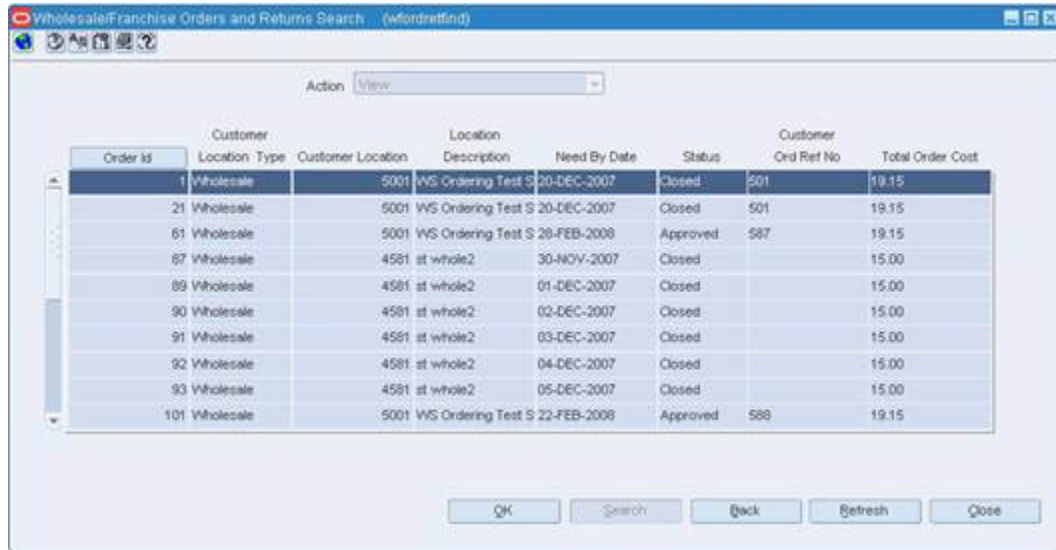 Wholesale/Franchise Orders and Returns Search (wfordretfind)
Action View
Customer Location Customer
Order Id Location Type Customer Location Description Need By Date Status Ord Ref No Total Order Cost
1 Wholesale 5001 WS Ordering Test S 20-DEC-2007 Closed 501 19.15
21 Wholesale 5001 WS Ordering Test S 20-DEC-2007 Closed 501 19.15
61 Wholesale 5001 WS Ordering Test S 28-FEB-2008 Approved 587 19.15
87 Wholesale 4581 st whole2 30-NOV-2007 Closed 15.00
89 Wholesale 4581 st whole2 01-DEC-2007 Closed 15.00
90 Wholesale 4581 st whole2 02-DEC-2007 Closed 15.00
91 Wholesale 4581 st whole2 03-DEC-2007 Closed 15.00
92 Wholesale 4581 st whole2 04-DEC-2007 Closed 15.00
93 Wholesale 4581 st whole2 05-DEC-2007 Closed 15.00
101 Wholesale 5001 WS Ordering Test S 22-FEB-2008 Approved 588 19.15
OK Search Back Refresh Close